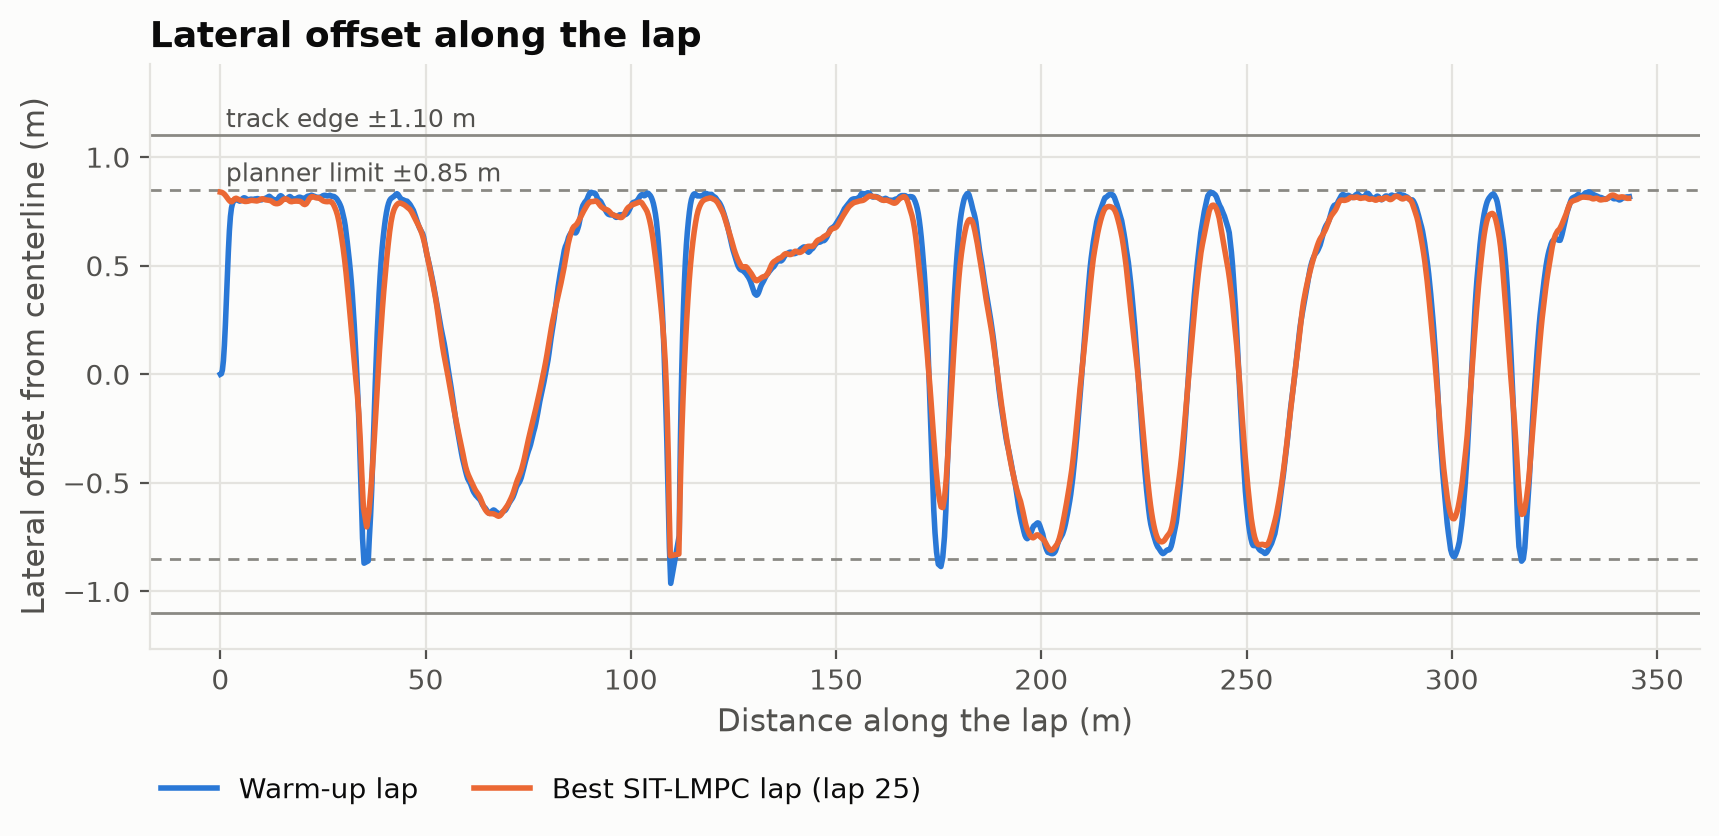 Lateral offset along the lap
Lateral offset from centerline (m)
track edge ±1.10 m
planner limit ±0.85 m
1.0
0.5
0.0
−0.5
−1.0
0 50 100 150 200 250 300 350
Distance along the lap (m)
Warm-up lap
Best SIT-LMPC lap (lap 25)